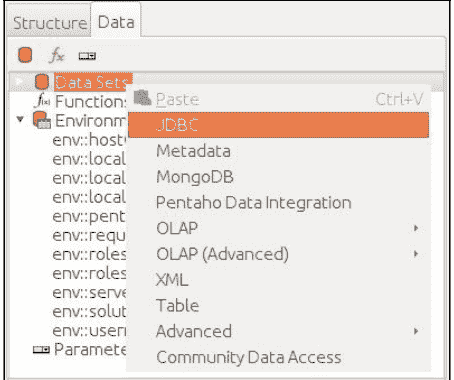 Structure Data
fx
Data Sets
Paste Ctrl+V
Function
JDBC
Environm
env::host
Metadata
env::local
MongoDB
env::local
env::local
Pentaho Data Integration
env::pent
OLAP
env::requ
env::roles
OLAP (Advanced)
env::roles
XML
env::serve
Table
env::solut
env::user
Advanced
Paramete
Community Data Access